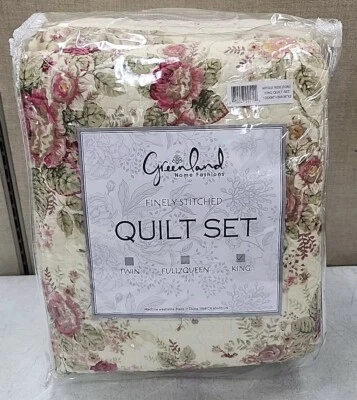 Greenland
Home Fashions
FINELY STITCHED
QUILT SET
TWIN FULL/QUEEN KING